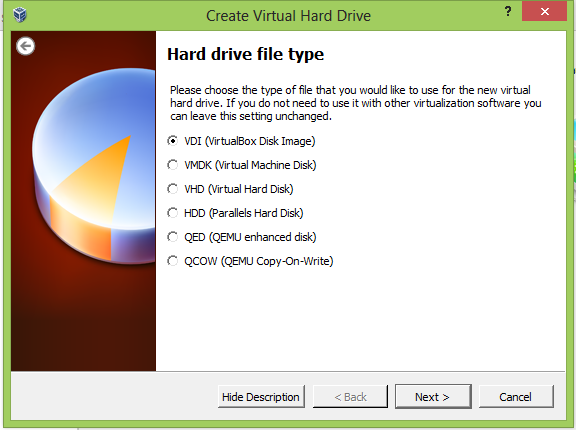 Create Virtual Hard Drive
?
Hard drive file type
Please choose the type of file that you would like to use for the new virtual
hard drive. If you do not need to use it with other virtualization software you
can leave this setting unchanged.
VDI (VirtualBox Disk Image)
VMDK (Virtual Machine Disk)
VHD (Virtual Hard Disk)
HDD (Parallels Hard Disk)
QED (QEMU enhanced disk)
QCOW (QEMU Copy-On-Write)
Hide Description
< Back
Next >
Cancel